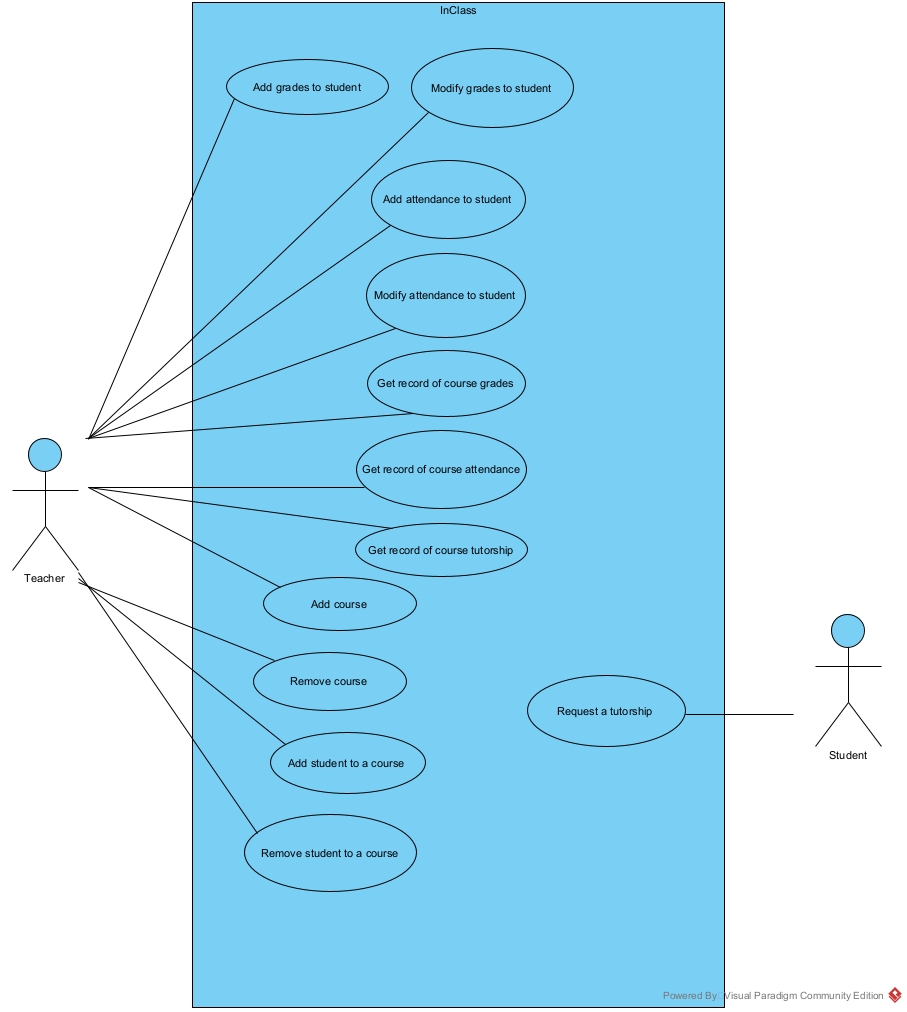 InClass
Add grades to student
Modify grades to student
Add attendance to student
Modify attendance to student
Get record of course grades
Get record of course attendance
Get record of course tutorship
Teacher
Add course
Remove course
Request a tutorship
Student
Add student to a course
Remove student to a course
Powered By: Visual Paradigm Community Edition